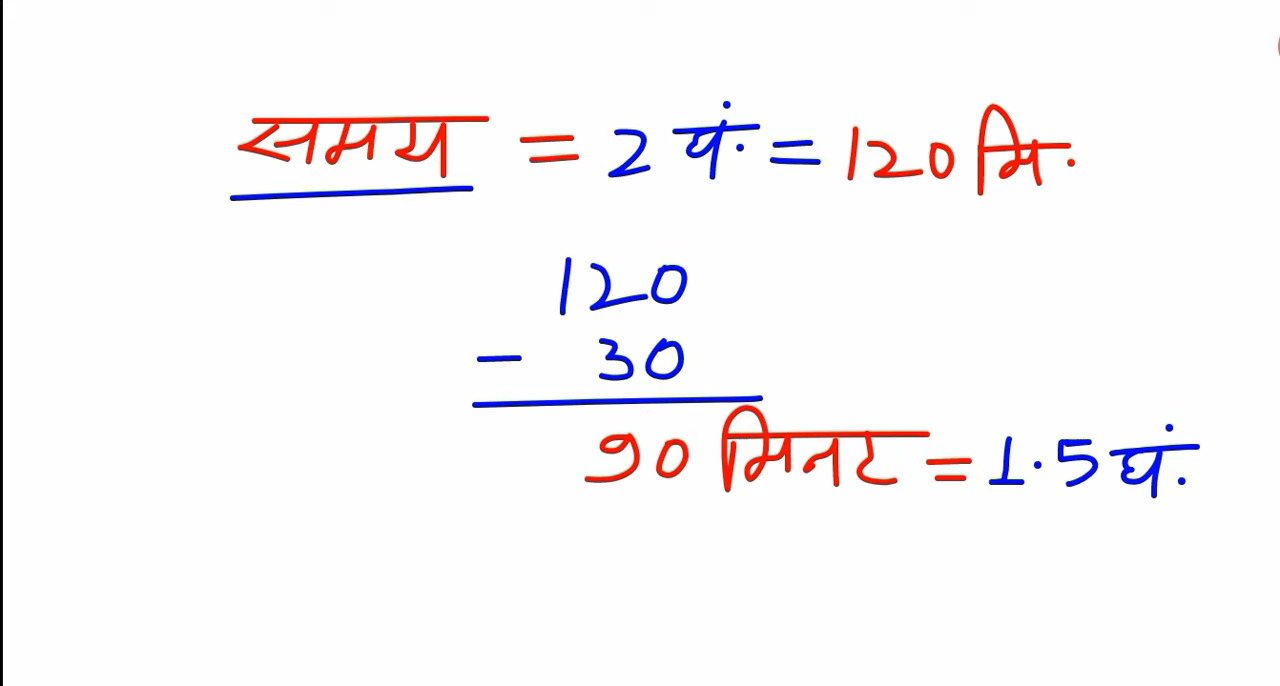 समय = 2 घं. = 120 मि.
120
- 30
90 मिनट = 1.5 घं.